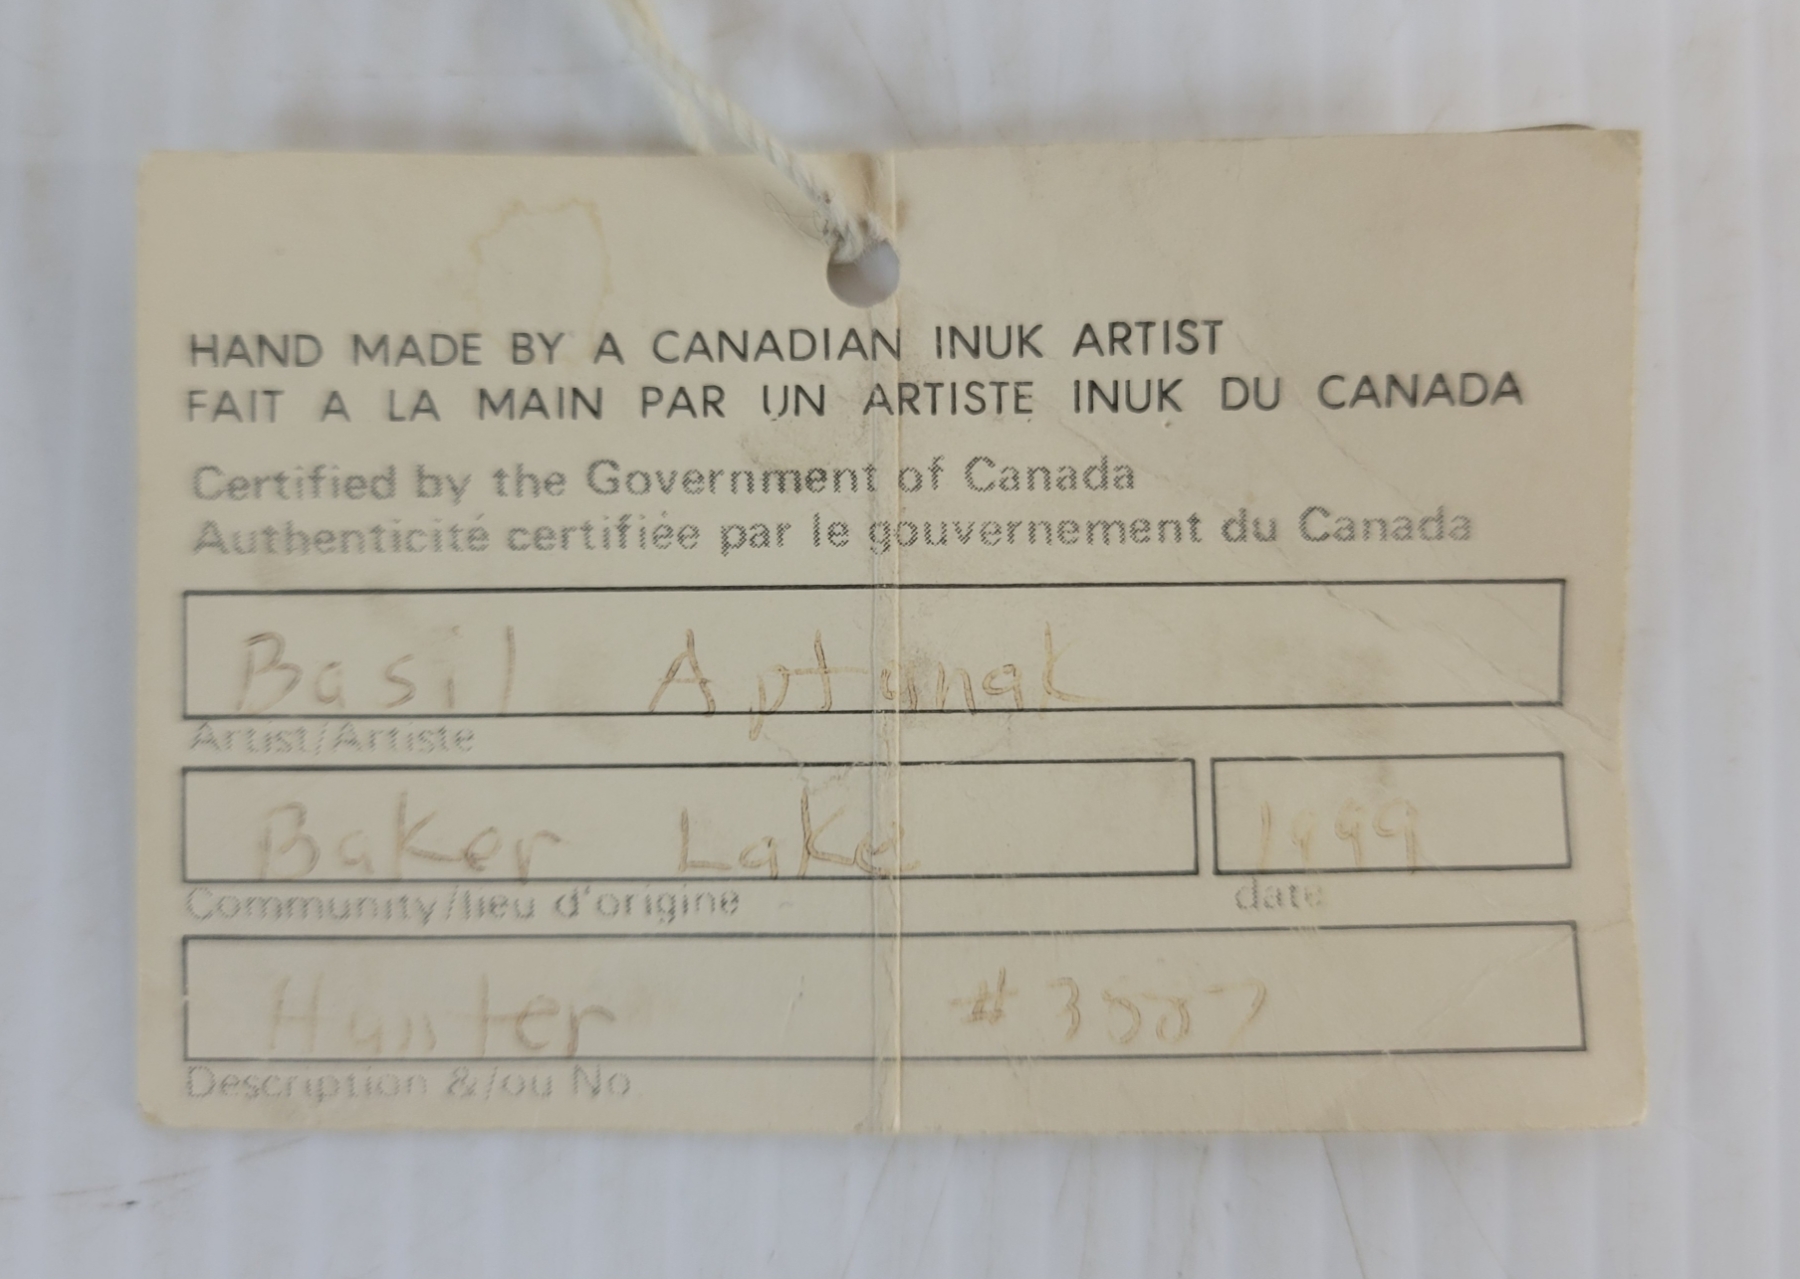 HAND MADE BY A CANADIAN INUK ARTIST
FAIT A LA MAIN PAR UN ARTISTE INUK DU CANADA
Certified by the Government of Canada
Authenticité certifiée par le gouvernement du Canada
Basil Aptanak
Artist/Artiste
Baker Lake 1999
Community/lieu d'origine date
Hunter
Description &/ou No